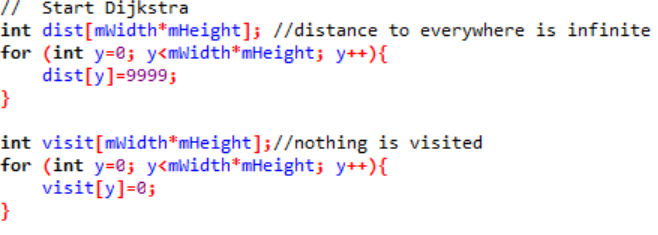 //  Start Dijkstra
int dist[mWidth*mHeight]; //distance to everywhere is infinite
for (int y=0; y<mWidth*mHeight; y++){
    dist[y]=9999;
}

int visit[mWidth*mHeight];//nothing is visited
for (int y=0; y<mWidth*mHeight; y++){
    visit[y]=0;
}